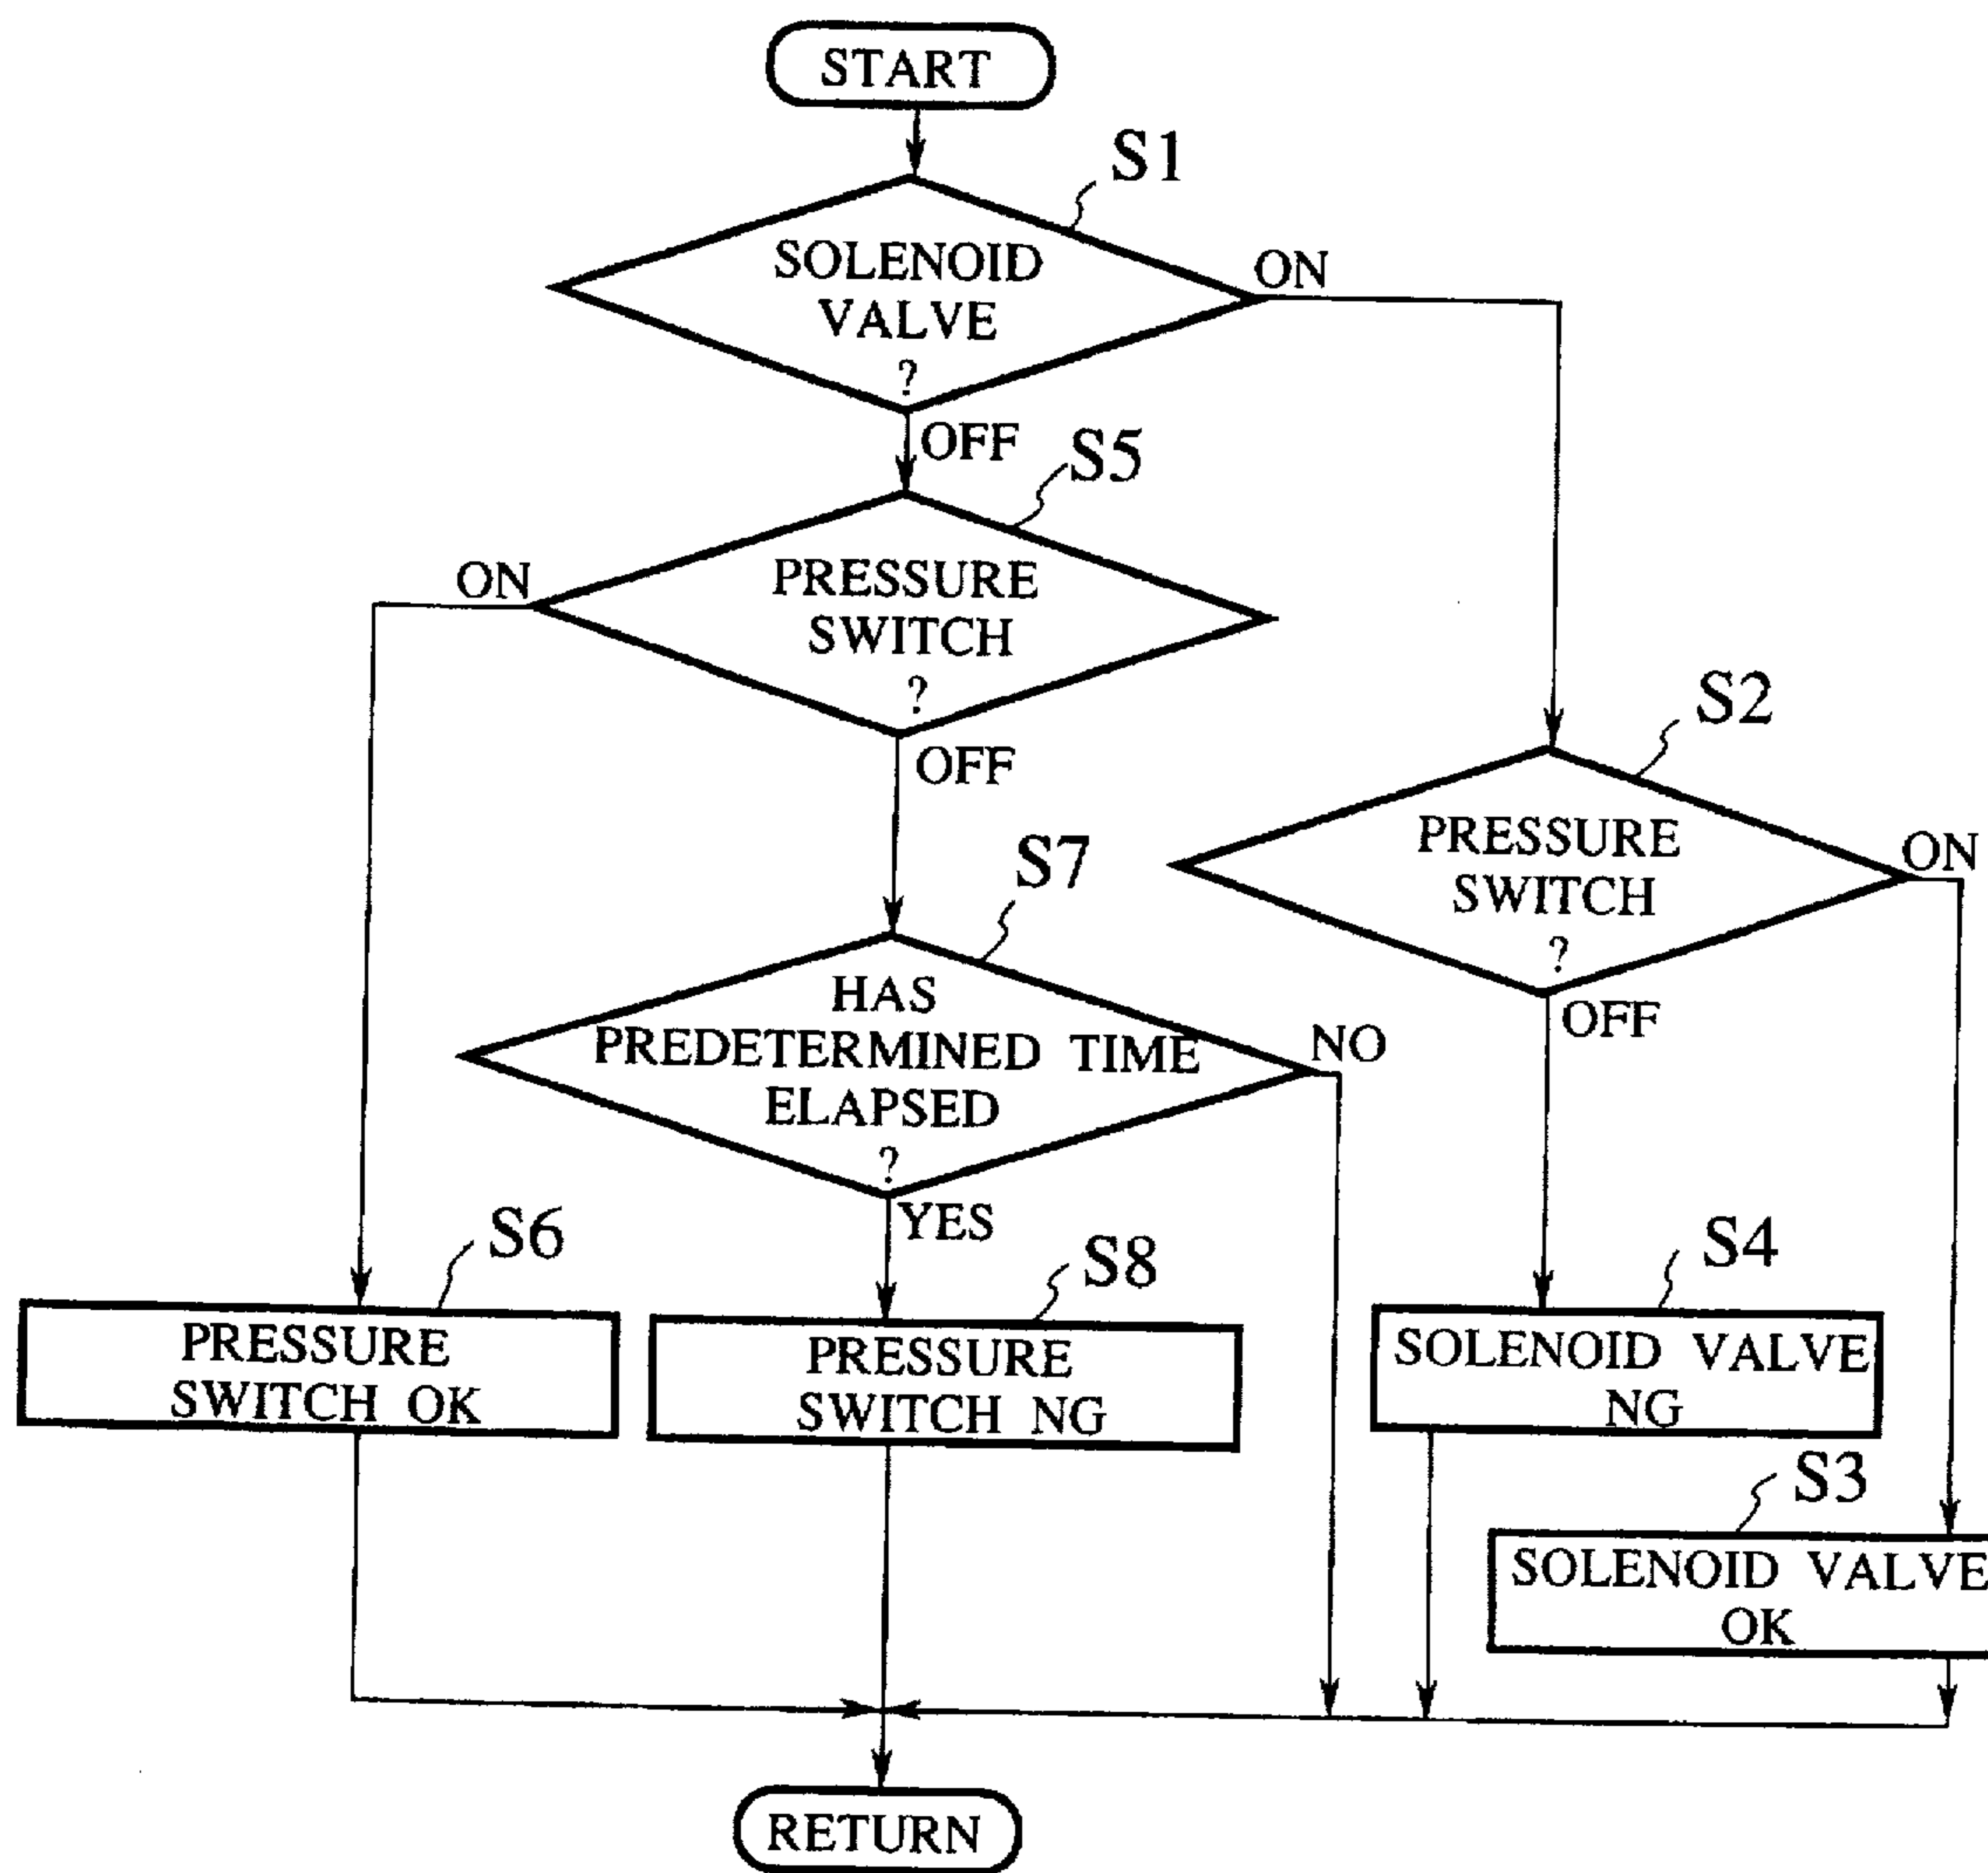 START
S1
SOLENOID
VALVE
?
ON
OFF
S5
PRESSURE
SWITCH
?
ON
OFF
S2
PRESSURE
SWITCH
?
ON
OFF
S7
HAS
PREDETERMINED TIME
ELAPSED
?
NO
YES
S6
PRESSURE
SWITCH OK
S8
PRESSURE
SWITCH NG
S4
SOLENOID VALVE
NG
S3
SOLENOID VALVE
OK
RETURN